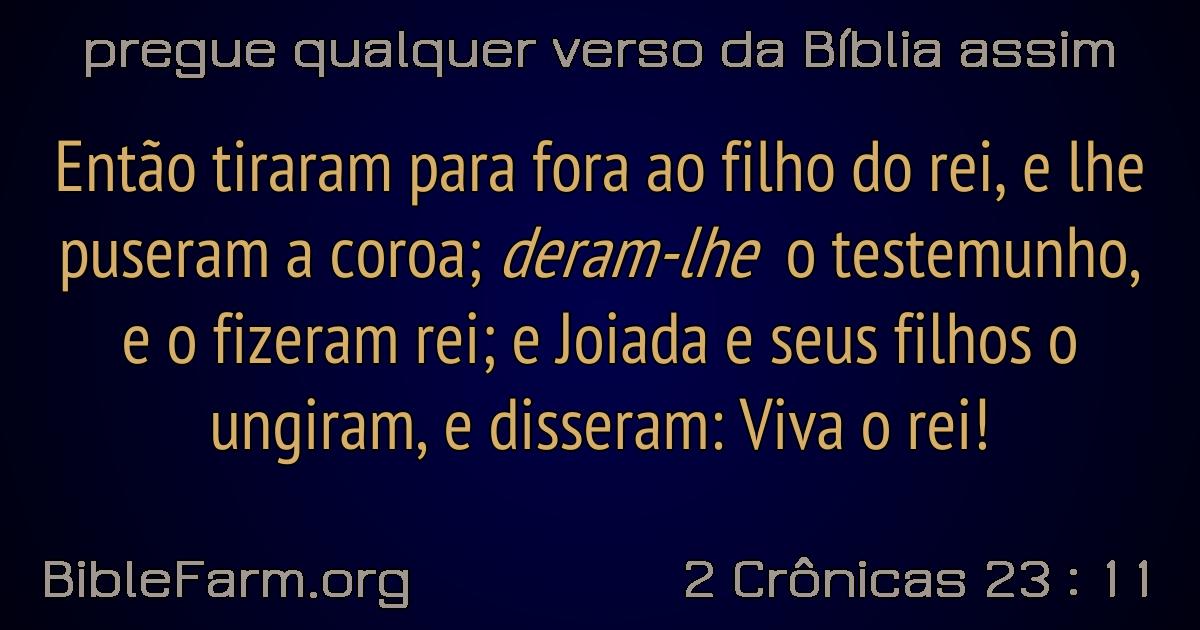 pregue qualquer verso da Bíblia assim
Então tiraram para fora ao filho do rei, e lhe
puseram a coroa; deram-lhe o testemunho,
e o fizeram rei; e Joiada e seus filhos o
ungiram, e disseram: Viva o rei!
BibleFarm.org
2 Crônicas 23 : 11